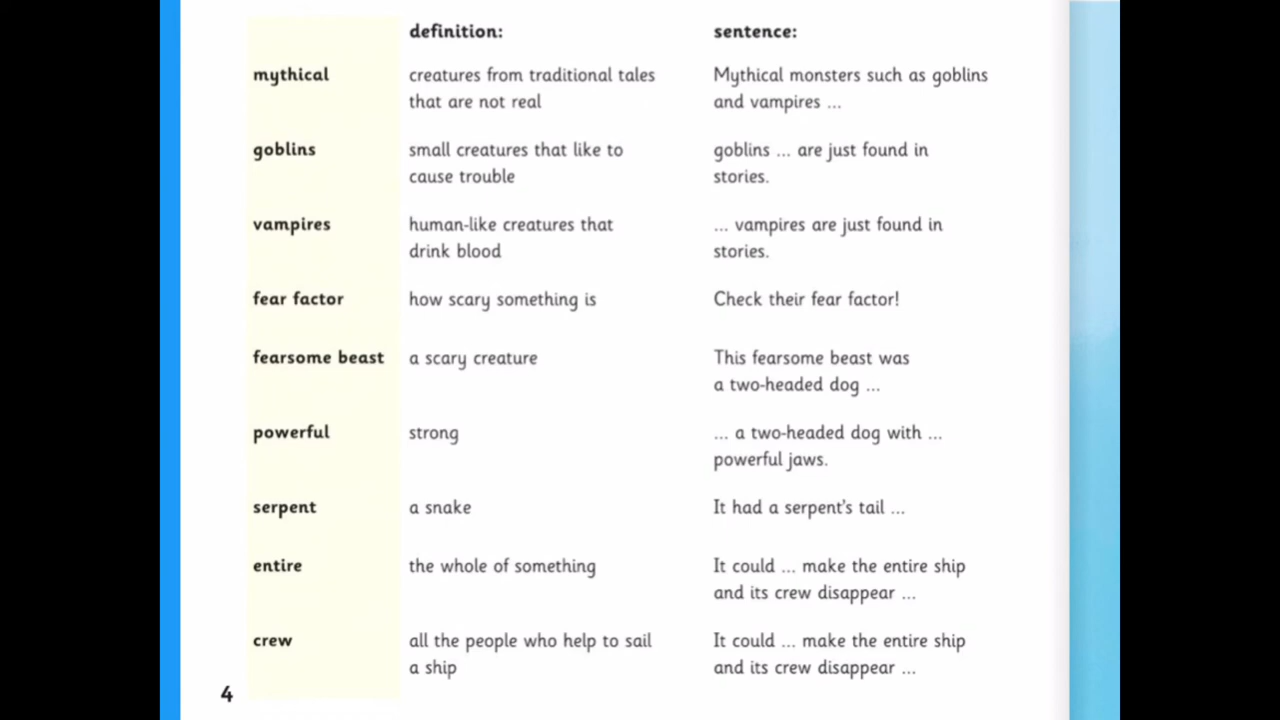 definition: sentence:
mythical creatures from traditional tales Mythical monsters such as goblins
that are not real and vampires ...
goblins small creatures that like to goblins ... are just found in
cause trouble stories.
vampires human-like creatures that ... vampires are just found in
drink blood stories.
fear factor how scary something is Check their fear factor!
fearsome beast a scary creature This fearsome beast was
a two-headed dog ...
powerful strong ... a two-headed dog with ...
powerful jaws.
serpent a snake It had a serpent's tail ...
entire the whole of something It could ... make the entire ship
and its crew disappear ...
crew all the people who help to sail It could ... make the entire ship
a ship and its crew disappear ...
4